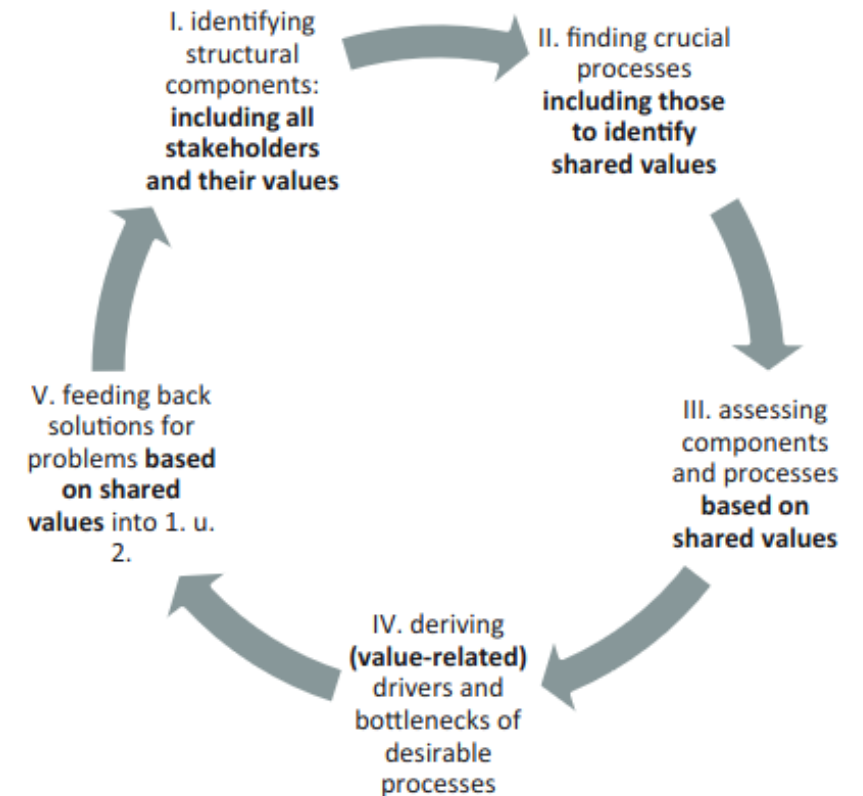 I. identifying
structural
components:
including all
stakeholders
and their values
II. finding crucial
processes
including those
to identify
shared values
III. assessing
components
and processes
based on
shared values
IV. deriving
(value-related)
drivers and
bottlenecks of
desirable
processes
V. feeding back
solutions for
problems based
on shared
values into 1. u.
2.